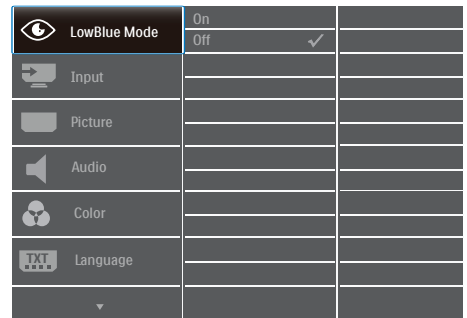 LowBlue Mode
On
Off
Input
Picture
Audio
Color
TXT
Language